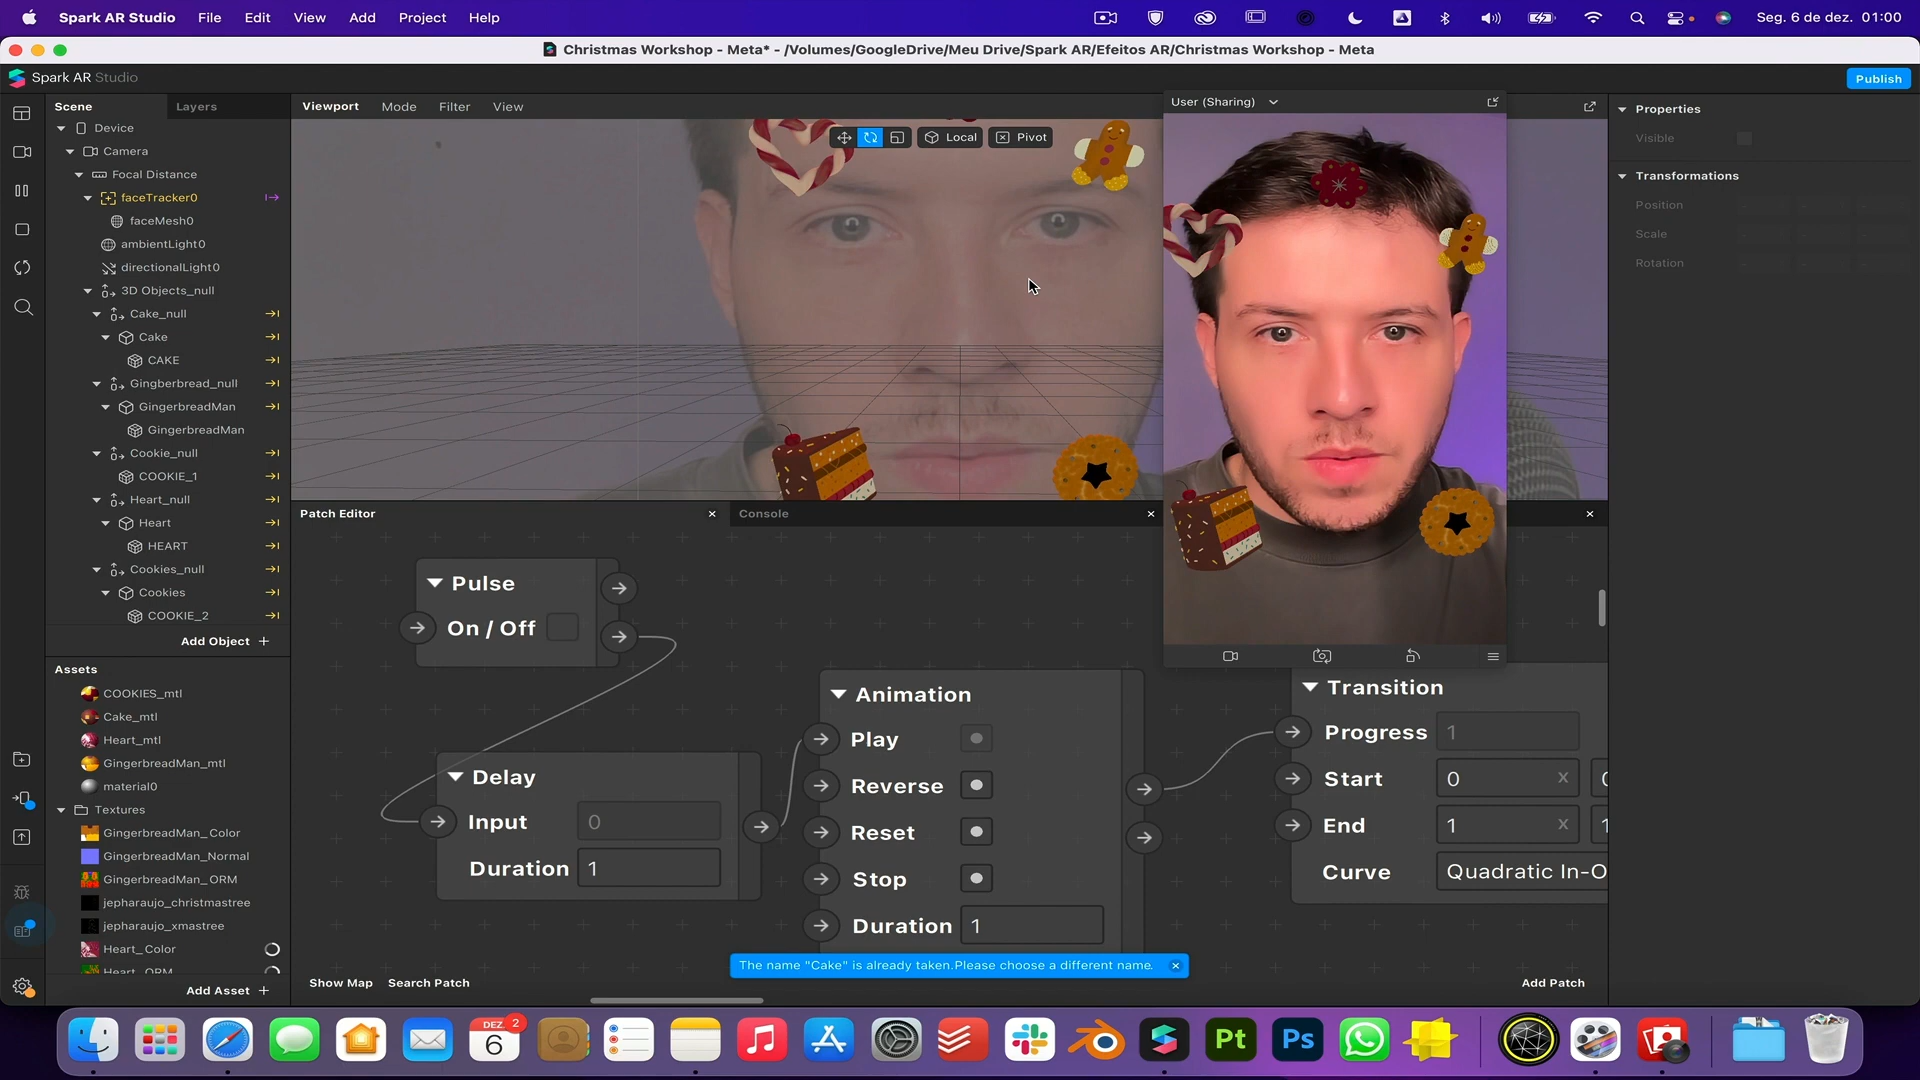 Spark AR Studio File Edit View Add Project Help
Seg. 6 de dez. 01:00
Christmas Workshop - Meta* - /Volumes/GoogleDrive/Meu Drive/Spark AR/Efeitos AR/Christmas Workshop - Meta
Spark AR Studio
Publish
Scene Layers
Device
Camera
Focal Distance
faceTracker0
faceMesh0
ambientLight0
directionalLight0
3D Objects_null
Cake_null
Cake
CAKE
Gingberbread_null
GingerbreadMan
GingerbreadMan
Cookie_null
COOKIE_1
Heart_null
Heart
HEART
Cookies_null
Cookies
COOKIE_2
Add Object +
Assets
COOKIES_mtl
Cake_mtl
Heart_mtl
GingerbreadMan_mtl
material0
Textures
GingerbreadMan_Color
GingerbreadMan_Normal
GingerbreadMan_ORM
jepharaujo_christmastree
jepharaujo_xmastree
Heart_Color
Heart_ORM
Add Asset +
Viewport Mode Filter View
Local Pivot
User (Sharing)
Properties
Visible
Transformations
Position
Scale
Rotation
Patch Editor
Console
Pulse
On / Off
Delay
Input 0
Duration 1
Animation
Play
Reverse
Reset
Stop
Duration 1
Transition
Progress 1
Start 0 X
End 1 X 1
Curve Quadratic In-O
The name "Cake" is already taken.Please choose a different name.
Show Map Search Patch
Add Patch
DEZ. 2
6
Pt
Ps